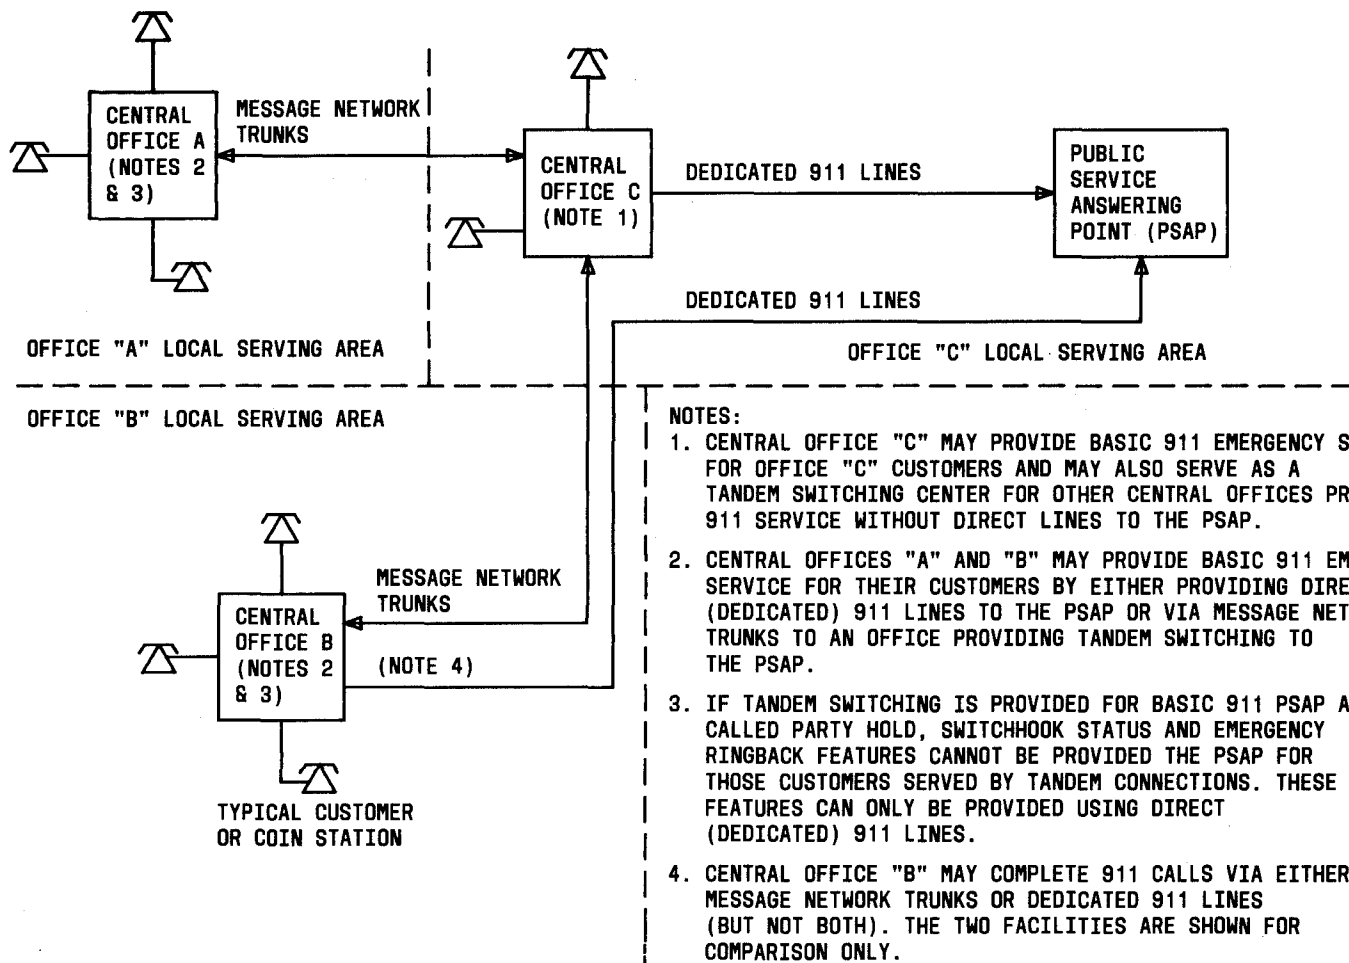 CENTRAL
OFFICE A
(NOTES 2
& 3)
MESSAGE NETWORK
TRUNKS
CENTRAL
OFFICE C
(NOTE 1)
DEDICATED 911 LINES
PUBLIC
SERVICE
ANSWERING
POINT (PSAP)
DEDICATED 911 LINES
OFFICE "A" LOCAL SERVING AREA
OFFICE "C" LOCAL SERVING AREA
OFFICE "B" LOCAL SERVING AREA
MESSAGE NETWORK
TRUNKS
CENTRAL
OFFICE B
(NOTES 2
& 3)
(NOTE 4)
TYPICAL CUSTOMER
OR COIN STATION
NOTES:
1. CENTRAL OFFICE "C" MAY PROVIDE BASIC 911 EMERGENCY S
FOR OFFICE "C" CUSTOMERS AND MAY ALSO SERVE AS A
TANDEM SWITCHING CENTER FOR OTHER CENTRAL OFFICES PR
911 SERVICE WITHOUT DIRECT LINES TO THE PSAP.
2. CENTRAL OFFICES "A" AND "B" MAY PROVIDE BASIC 911 EM
SERVICE FOR THEIR CUSTOMERS BY EITHER PROVIDING DIRE
(DEDICATED) 911 LINES TO THE PSAP OR VIA MESSAGE NET
TRUNKS TO AN OFFICE PROVIDING TANDEM SWITCHING TO
THE PSAP.
3. IF TANDEM SWITCHING IS PROVIDED FOR BASIC 911 PSAP A
CALLED PARTY HOLD, SWITCHHOOK STATUS AND EMERGENCY
RINGBACK FEATURES CANNOT BE PROVIDED THE PSAP FOR
THOSE CUSTOMERS SERVED BY TANDEM CONNECTIONS. THESE
FEATURES CAN ONLY BE PROVIDED USING DIRECT
(DEDICATED) 911 LINES.
4. CENTRAL OFFICE "B" MAY COMPLETE 911 CALLS VIA EITHER
MESSAGE NETWORK TRUNKS OR DEDICATED 911 LINES
(BUT NOT BOTH). THE TWO FACILITIES ARE SHOWN FOR
COMPARISON ONLY.